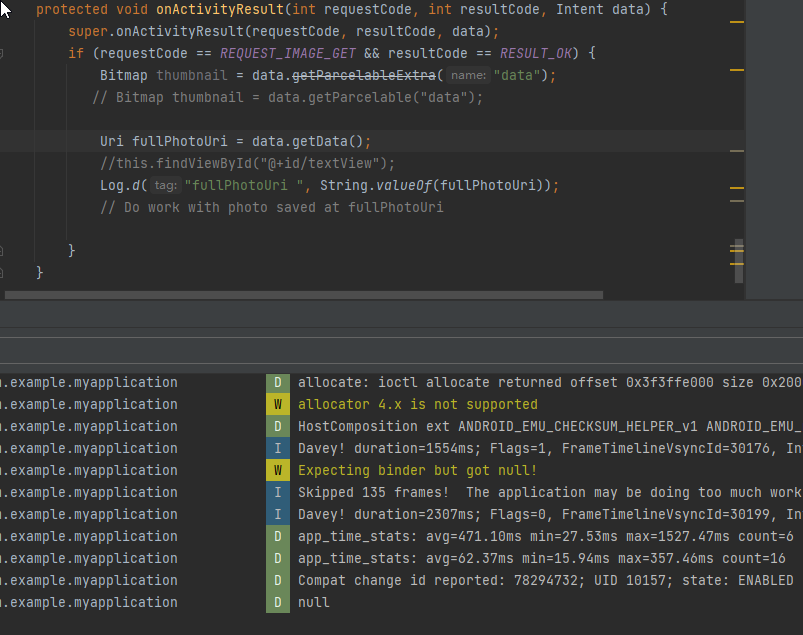 protected void onActivityResult(int requestCode, int resultCode, Intent data) {
super.onActivityResult(requestCode, resultCode, data);
if (requestCode == REQUEST_IMAGE_GET && resultCode == RESULT_OK) {
Bitmap thumbnail = data.getParcelableExtra( name: "data");
// Bitmap thumbnail = data.getParcelable("data");
Uri fullPhotoUri = data.getData();
//this.findViewById("@+id/textView");
Log.d( tag: "fullPhotoUri ", String.valueOf(fullPhotoUri));
// Do work with photo saved at fullPhotoUri
}
}
.example.myapplication D allocate: ioctl allocate returned offset 0x3f3ffe000 size 0x200
.example.myapplication W allocator 4.x is not supported
.example.myapplication D HostComposition ext ANDROID_EMU_CHECKSUM_HELPER_v1 ANDROID_EMU_
.example.myapplication I Davey! duration=1554ms; Flags=1, FrameTimelineVsyncId=30176, In
.example.myapplication W Expecting binder but got null!
.example.myapplication I Skipped 135 frames!  The application may be doing too much work
.example.myapplication I Davey! duration=2307ms; Flags=0, FrameTimelineVsyncId=30199, In
.example.myapplication D app_time_stats: avg=471.10ms min=27.53ms max=1527.47ms count=6
.example.myapplication D app_time_stats: avg=62.37ms min=15.94ms max=357.46ms count=16
.example.myapplication D Compat change id reported: 78294732; UID 10157; state: ENABLED
.example.myapplication D null